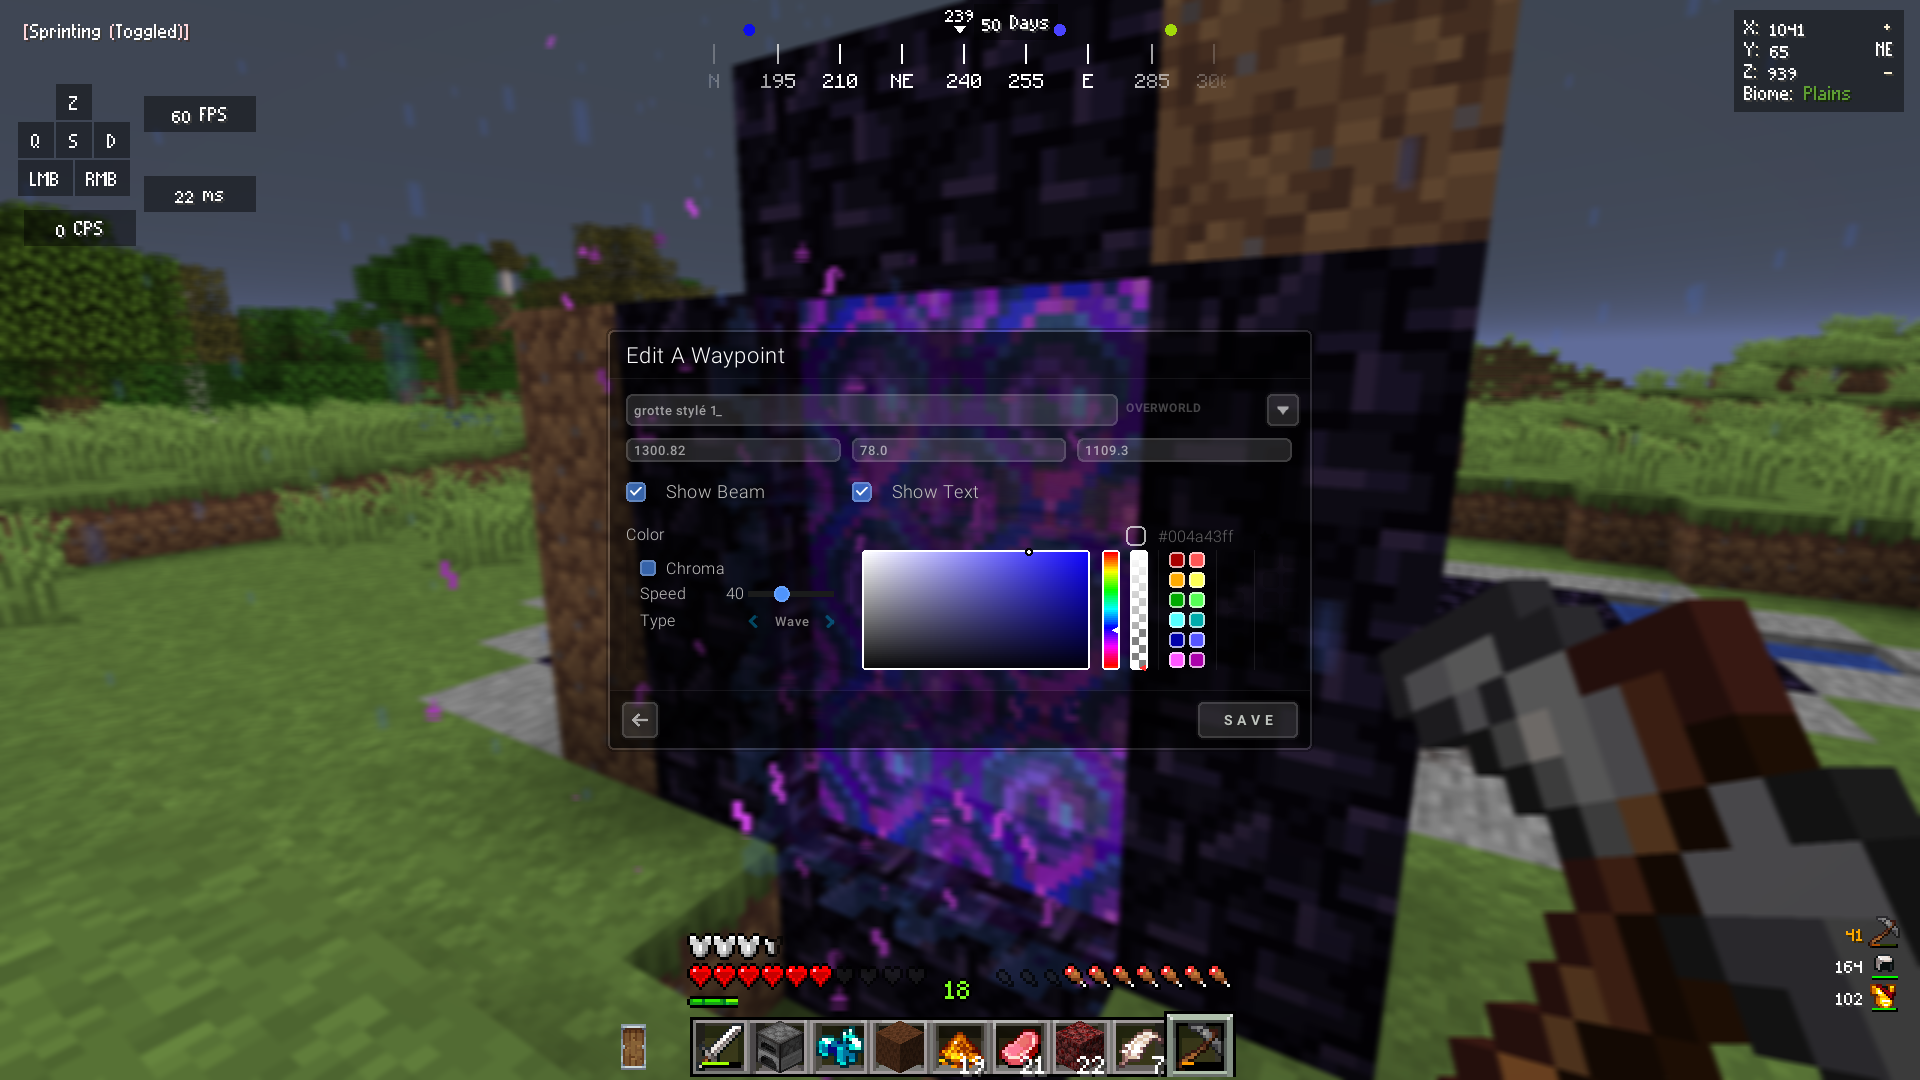 [Sprinting (Toggled)]
239
50 Days
N 195 210 NE 240 255 E 285 300
X: 1041 +
Y: 65 NE
Z: 939 -
Biome: Plains
Z
60 FPS
Q S D
LMB RMB
22 ms
0 CPS
Edit A Waypoint
grotte stylé 1_
OVERWORLD
1300.82
78.0
1109.3
Show Beam
Show Text
Color
#004a43ff
Chroma
Speed 40
Type Wave
SAVE
41
164
102
18
19
21
22
7